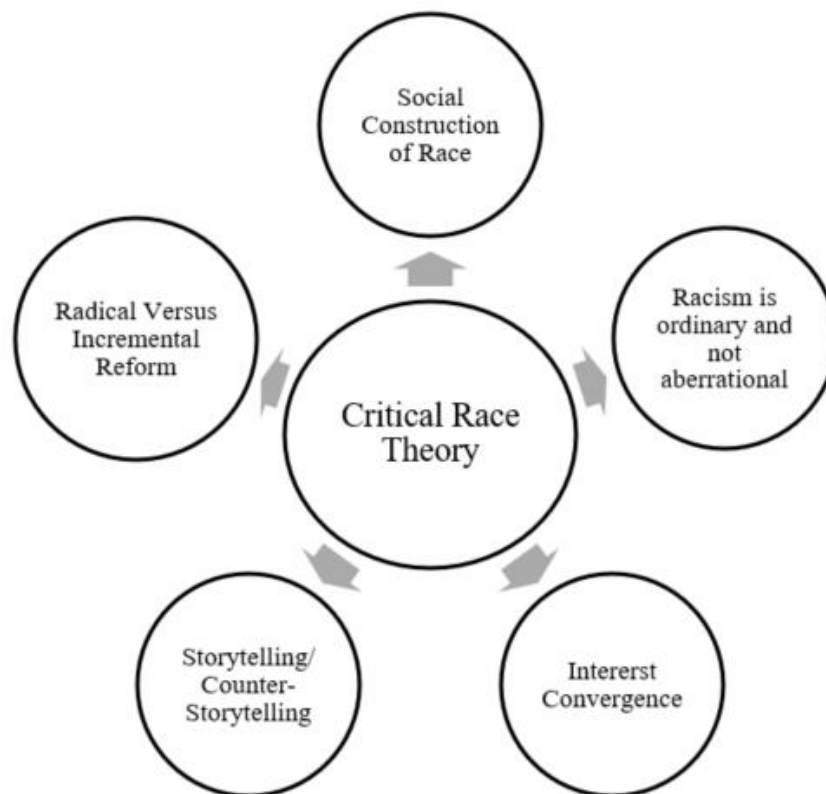 Social
Construction
of Race
Radical Versus
Incremental
Reform
Racism is
ordinary and
not
aberrational
Critical Race
Theory
Storytelling/
Counter-
Storytelling
Intererst
Convergence